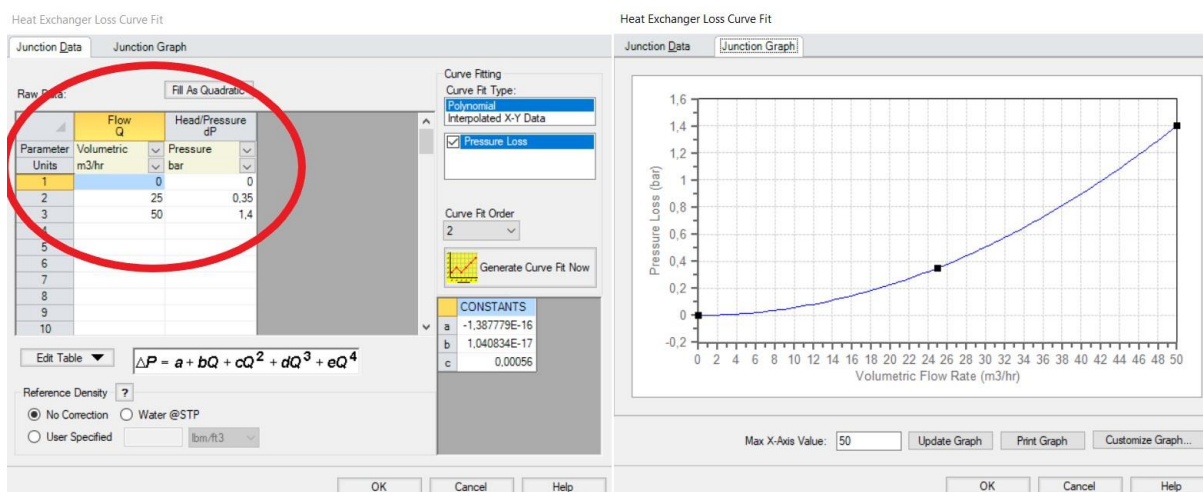 Heat Exchanger Loss Curve Fit
Junction Data
Junction Graph
Raw Data:
Fill As Quadratic
Flow
Q
Head/Pressure
dP
Parameter Volumetric Pressure
Units m3/hr bar
1 0 0
2 25 0,35
3 50 1,4
4
5
6
7
8
9
10
Edit Table
△P = a + bQ + cQ² + dQ³ + eQ⁴
Reference Density ?
No Correction Water @STP
User Specified lbm/ft3
Curve Fitting
Curve Fit Type:
Polynomial
Interpolated X-Y Data
Pressure Loss
Curve Fit Order
2
Generate Curve Fit Now
CONSTANTS
a -1,387779E-16
b 1,040834E-17
c 0,00056
OK Cancel Help
Heat Exchanger Loss Curve Fit
Junction Data
Junction Graph
Pressure Loss (bar)
1,6
1,4
1,2
1
0,8
0,6
0,4
0,2
0
-0,2
0 2 4 6 8 10 12 14 16 18 20 22 24 26 28 30 32 34 36 38 40 42 44 46 48 50
Volumetric Flow Rate (m3/hr)
Max X-Axis Value: 50 Update Graph Print Graph Customize Graph...
OK Cancel Help